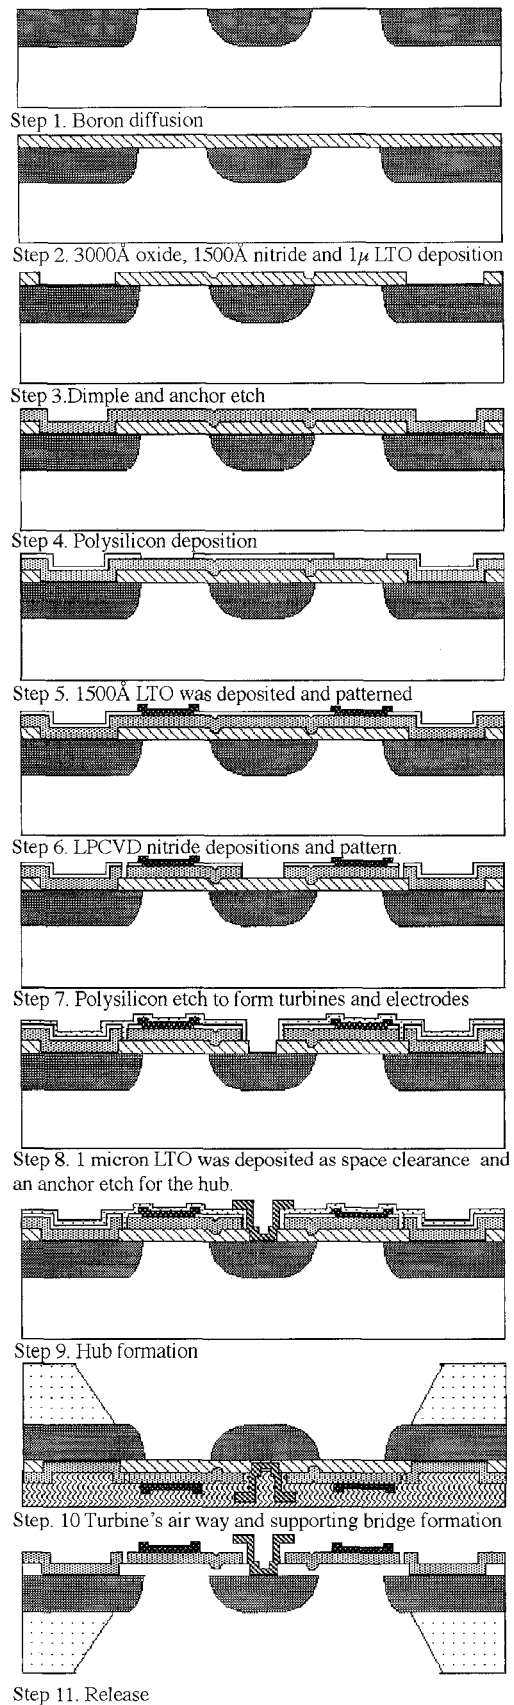 Step 1. Boron diffusion
Step 2. 3000Å oxide, 1500Å nitride and 1μ LTO deposition
Step 3.Dimple and anchor etch
Step 4. Polysilicon deposition
Step 5. 1500Å LTO was deposited and patterned
Step 6. LPCVD nitride depositions and pattern.
Step 7. Polysilicon etch to form turbines and electrodes
Step 8. 1 micron LTO was deposited as space clearance and
an anchor etch for the hub.
Step 9. Hub formation
Step. 10 Turbine's air way and supporting bridge formation
Step 11. Release